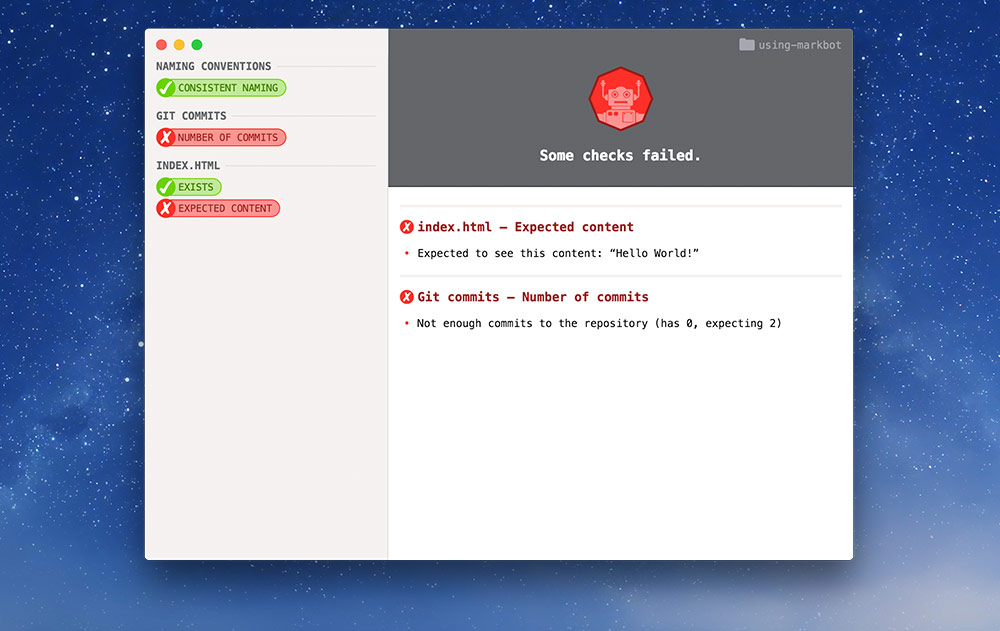 NAMING CONVENTIONS
CONSISTENT NAMING
GIT COMMITS
NUMBER OF COMMITS
INDEX.HTML
EXISTS
EXPECTED CONTENT
using-markbot
Some checks failed.
index.html — Expected content
• Expected to see this content: “Hello World!”
Git commits — Number of commits
• Not enough commits to the repository (has 0, expecting 2)